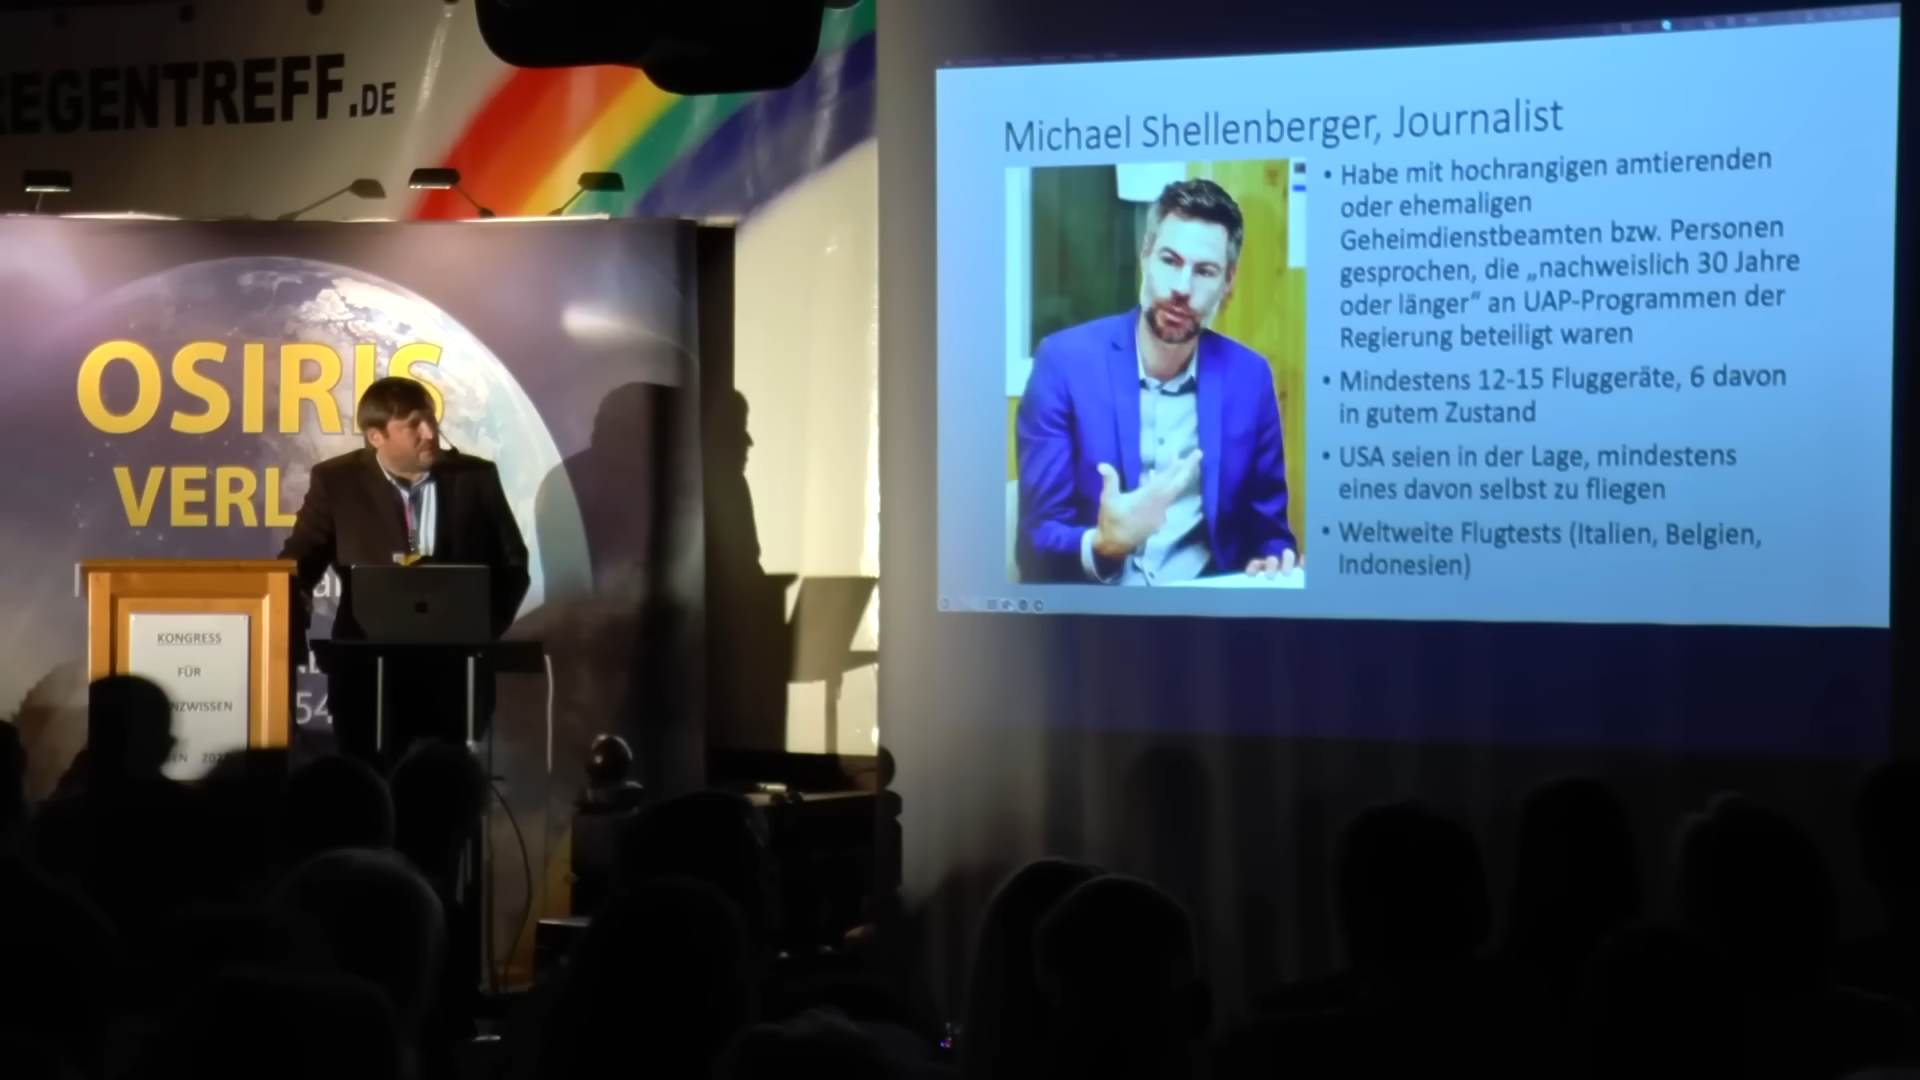 REGENTREFF.DE
OSIRIS
VERL
54
KONGRESS
FÜR
NZWISSEN
Michael Shellenberger, Journalist
• Habe mit hochrangigen amtierenden
oder ehemaligen
Geheimdienstbeamten bzw. Personen
gesprochen, die „nachweislich 30 Jahre
oder länger“ an UAP-Programmen der
Regierung beteiligt waren
• Mindestens 12-15 Fluggeräte, 6 davon
in gutem Zustand
• USA seien in der Lage, mindestens
eines davon selbst zu fliegen
• Weltweite Flugtests (Italien, Belgien,
Indonesien)